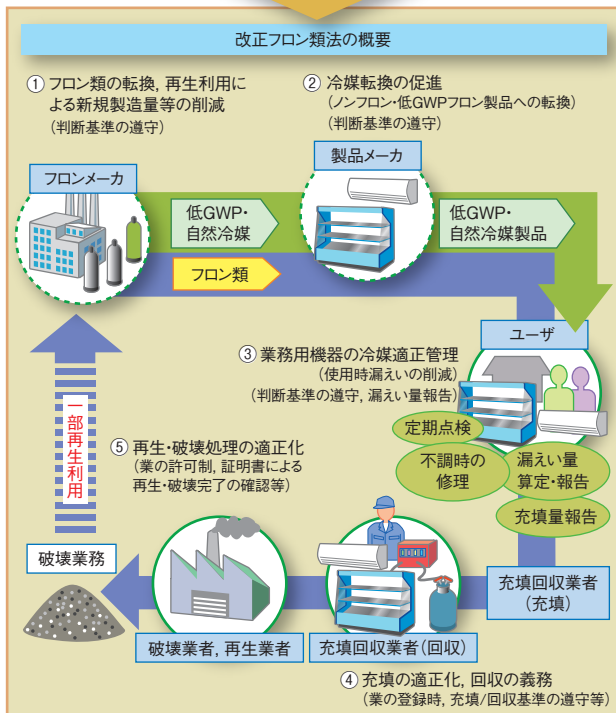 改正フロン類法の概要
① フロン類の転換, 再生利用に
よる新規製造量等の削減
(判断基準の遵守)
② 冷媒転換の促進
(ノンフロン・低GWPフロン製品への転換)
(判断基準の遵守)
フロンメーカ
製品メーカ
低GWP・
自然冷媒
低GWP・
自然冷媒製品
フロン類
ユーザ
③ 業務用機器の冷媒適正管理
(使用時漏えいの削減)
(判断基準の遵守, 漏えい量報告)
定期点検
不調時の
修理
漏えい量
算定・報告
充填量報告
一部再生利用
⑤ 再生・破壊処理の適正化
(業の許可制, 証明書による
再生・破壊完了の確認等)
破壊業務
破壊業者, 再生業者
充填回収業者(回収)
充填回収業者
(充填)
④ 充填の適正化, 回収の義務
(業の登録時, 充填/回収基準の遵守等)